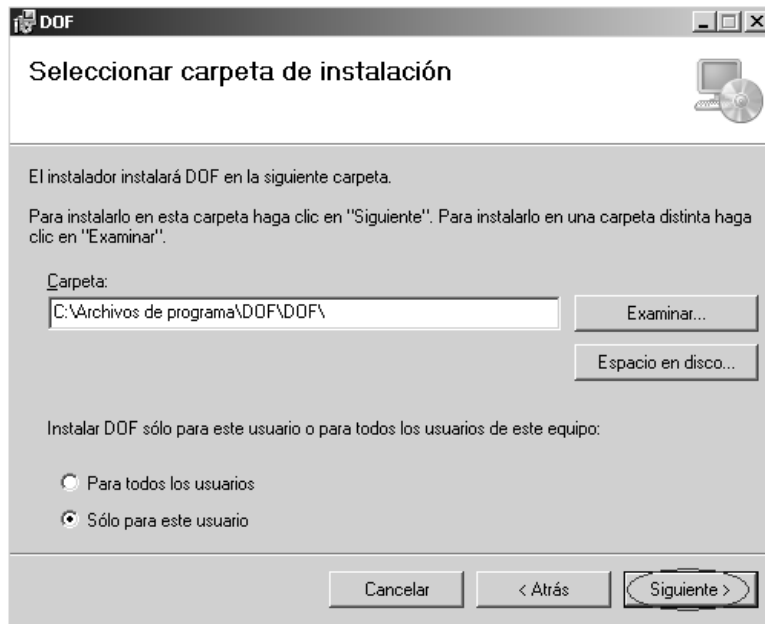 DOF
Seleccionar carpeta de instalación
El instalador instalará DOF en la siguiente carpeta.
Para instalarlo en esta carpeta haga clic en "Siguiente". Para instalarlo en una carpeta distinta haga
clic en "Examinar".
Carpeta:
C:\Archivos de programa\DOF\DOF\
Examinar...
Espacio en disco...
Instalar DOF sólo para este usuario o para todos los usuarios de este equipo:
Para todos los usuarios
Sólo para este usuario
Cancelar
< Atrás
Siguiente >